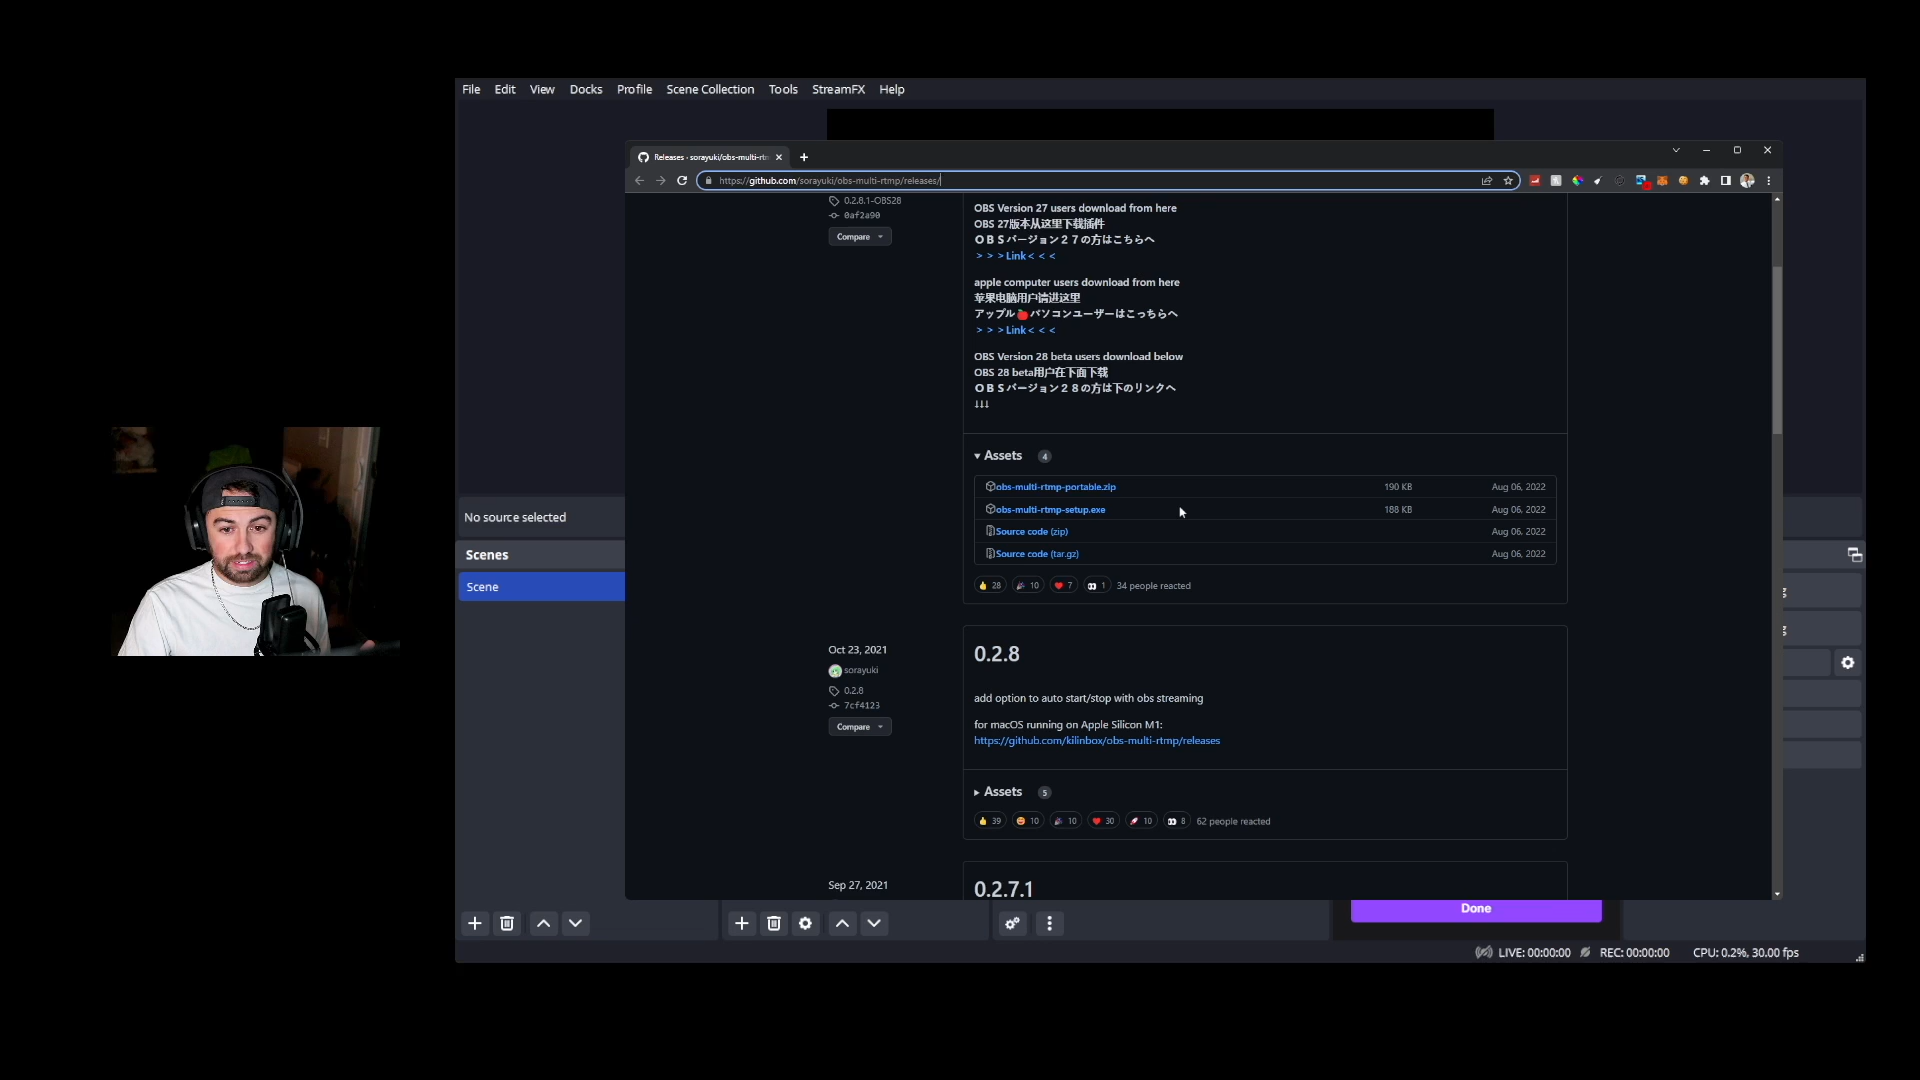 File Edit View Docks Profile Scene Collection Tools StreamFX Help
Releases · sorayuki/obs-multi-rtm
https://github.com/sorayuki/obs-multi-rtmp/releases/
0.2.8.1-OBS28
0af2a90
Compare
OBS Version 27 users download from here
OBS 27版本从这里下载插件
ＯＢＳバージョン２７の方はこちらへ
＞＞＞Link＜＜＜
apple computer users download from here
苹果电脑用户请进这里
アップル🍎パソコンユーザーはこっちらへ
＞＞＞Link＜＜＜
OBS Version 28 beta users download below
OBS 28 beta用户在下面下载
ＯＢＳバージョン２８の方は下のリンクへ
↓↓↓
Assets 4
obs-multi-rtmp-portable.zip 190 KB Aug 06, 2022
obs-multi-rtmp-setup.exe 188 KB Aug 06, 2022
Source code (zip) Aug 06, 2022
Source code (tar.gz) Aug 06, 2022
28 10 7 1 34 people reacted
No source selected
Scenes
Scene
Oct 23, 2021
sorayuki
0.2.8
7cf4123
Compare
0.2.8
add option to auto start/stop with obs streaming
for macOS running on Apple Silicon M1:
https://github.com/kilinbox/obs-multi-rtmp/releases
Assets 5
39 10 10 30 10 8 62 people reacted
Sep 27, 2021
0.2.7.1
Done
LIVE: 00:00:00 REC: 00:00:00 CPU: 0.2%, 30.00 fps